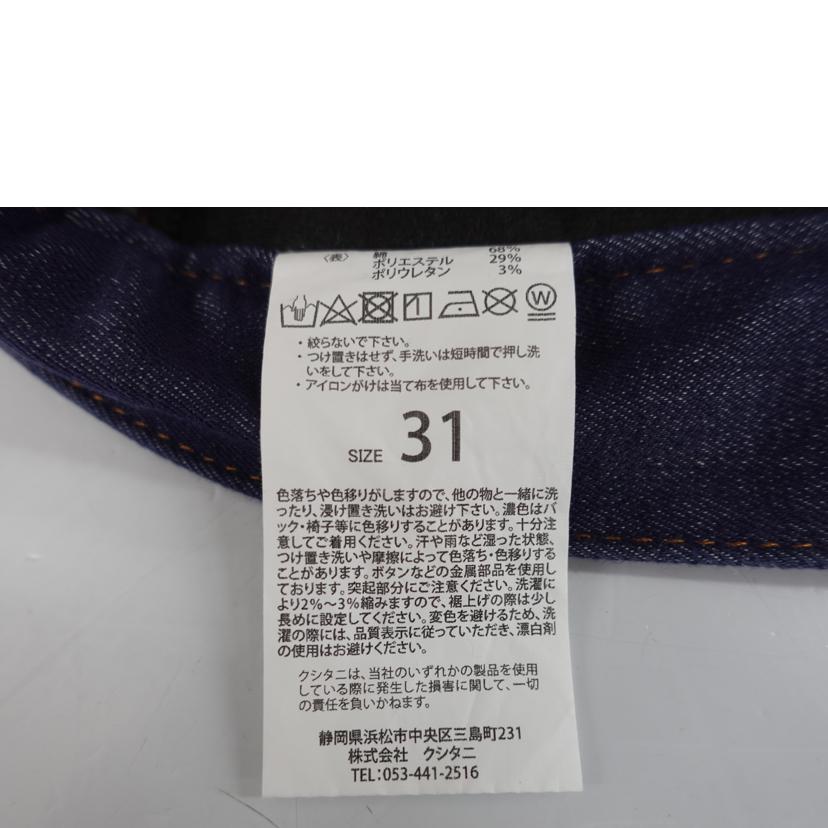 〈表〉 綿 68%
ポリエステル 29%
ポリウレタン 3%
W
・絞らないで下さい。
・つけ置きはせず、手洗いは短時間で押し洗
いをして下さい。
・アイロンがけは当て布を使用して下さい。
SIZE 31
色落ちや色移りがしますので、他の物と一緒に洗
ったり、浸け置き洗いはお避け下さい。濃色はバ
ック・椅子等に色移りすることがあります。十分注
意してご着用ください。汗や雨など湿った状態、
つけ置き洗いや摩擦によって色落ち・色移りする
ことがあります。ボタンなどの金属部品を使用し
ております。突起部分にご注意ください。洗濯に
より2%〜3%縮みますので、裾上げの際は少し
長めに設定してください。変色を避けるため、洗
濯の際には、品質表示に従っていただき、漂白剤
の使用はお避けください。
クシタニは、当社のいずれかの製品を使用
している際に発生した損害に関して、一切
の責任を負いかねます。
静岡県浜松市中央区三島町231
株式会社 クシタニ
TEL:053-441-2516